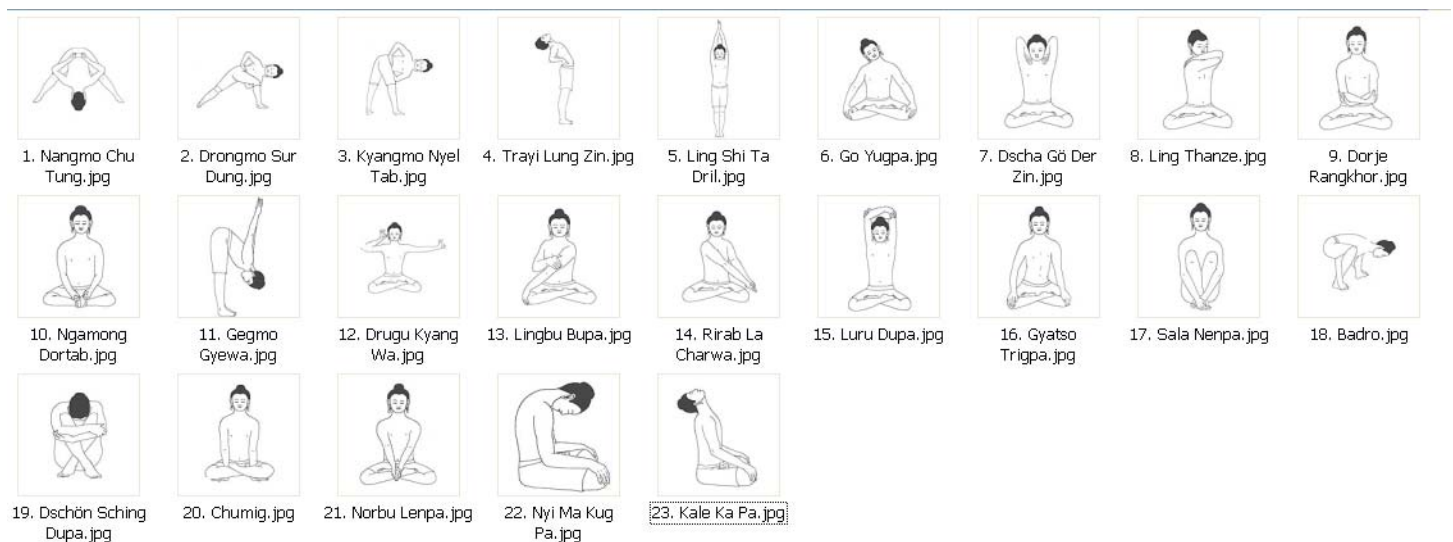 1. Nangmo Chu
Tung.jpg
2. Drongmo Sur
Dung.jpg
3. Kyangmo Nyel
Tab.jpg
4. Trayi Lung Zin.jpg
5. Ling Shi Ta
Dril.jpg
6. Go Yugpa.jpg
7. Dscha Gö Der
Zin.jpg
8. Ling Thanze.jpg
9. Dorje
Rangkhor.jpg
10. Ngamong
Dortab.jpg
11. Gegmo
Gyewa.jpg
12. Drugu Kyang
Wa.jpg
13. Lingbu Bupa.jpg
14. Rirab La
Charwa.jpg
15. Luru Dupa.jpg
16. Gyatso
Trigpa.jpg
17. Sala Nenpa.jpg
18. Badro.jpg
19. Dschön Sching
Dupa.jpg
20. Chumig.jpg
21. Norbu Lenpa.jpg
22. Nyi Ma Kug
Pa.jpg
23. Kale Ka Pa.jpg